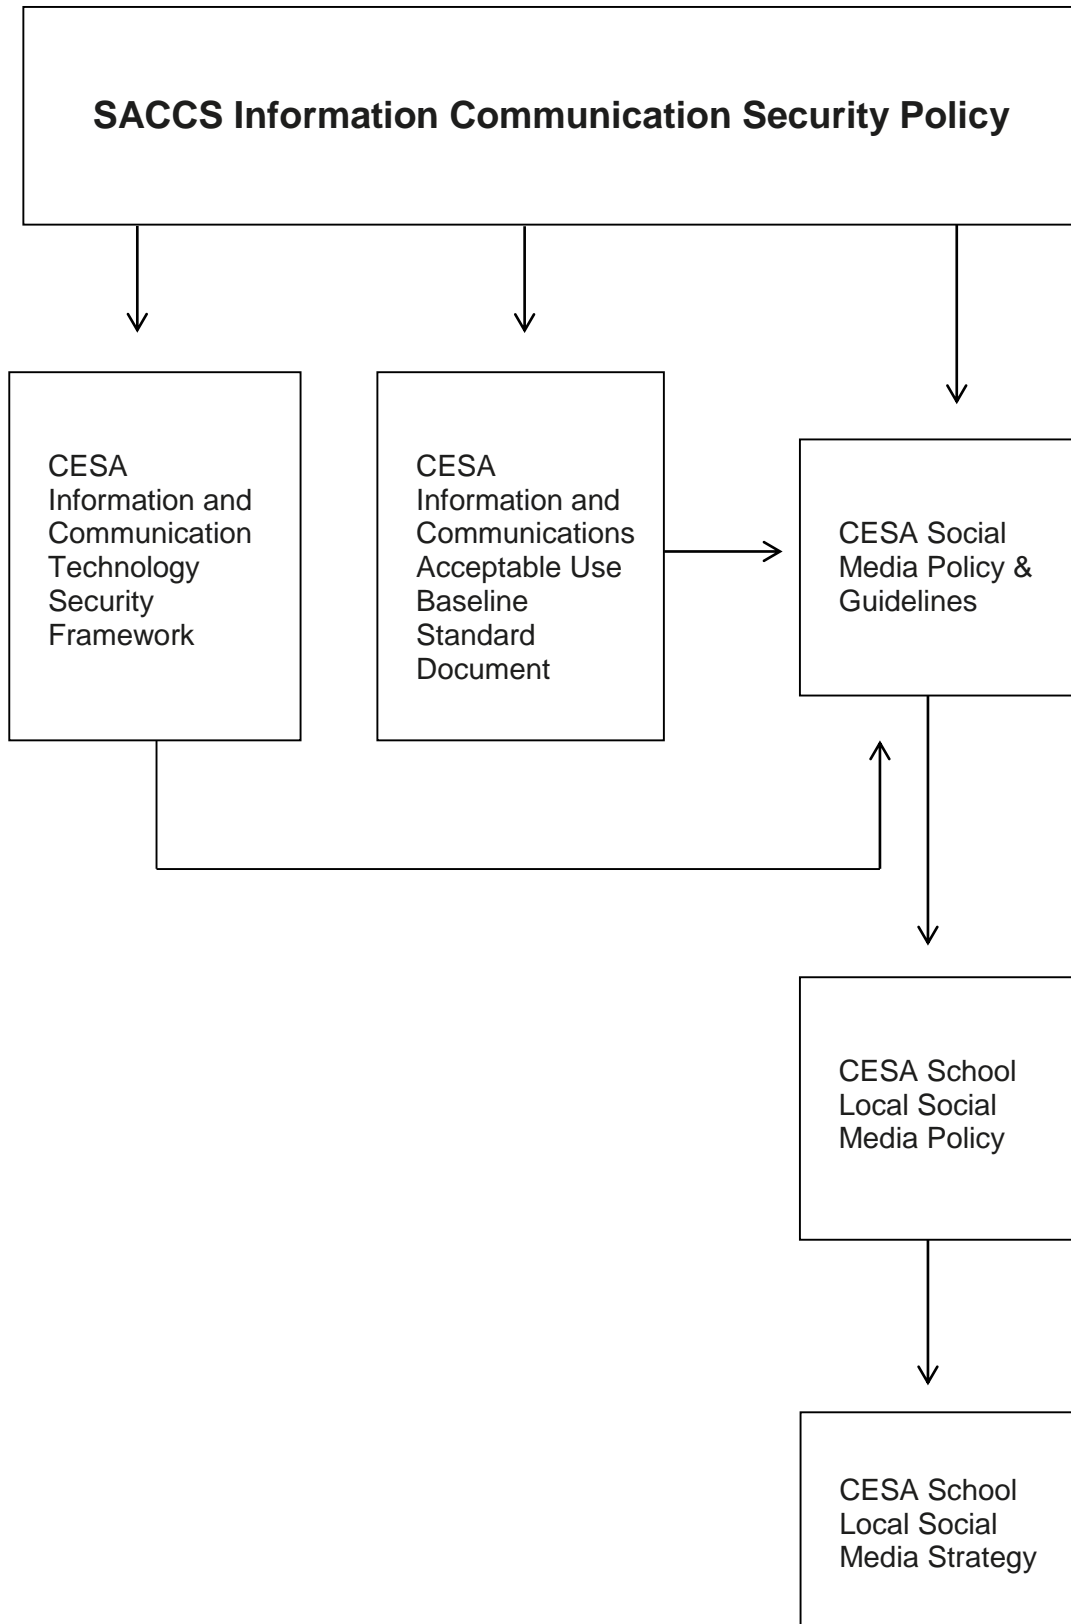 SACCS Information Communication Security Policy
CESA
Information and
Communication
Technology
Security
Framework
CESA
Information and
Communications
Acceptable Use
Baseline
Standard
Document
CESA Social
Media Policy &
Guidelines
CESA School
Local Social
Media Policy
CESA School
Local Social
Media Strategy